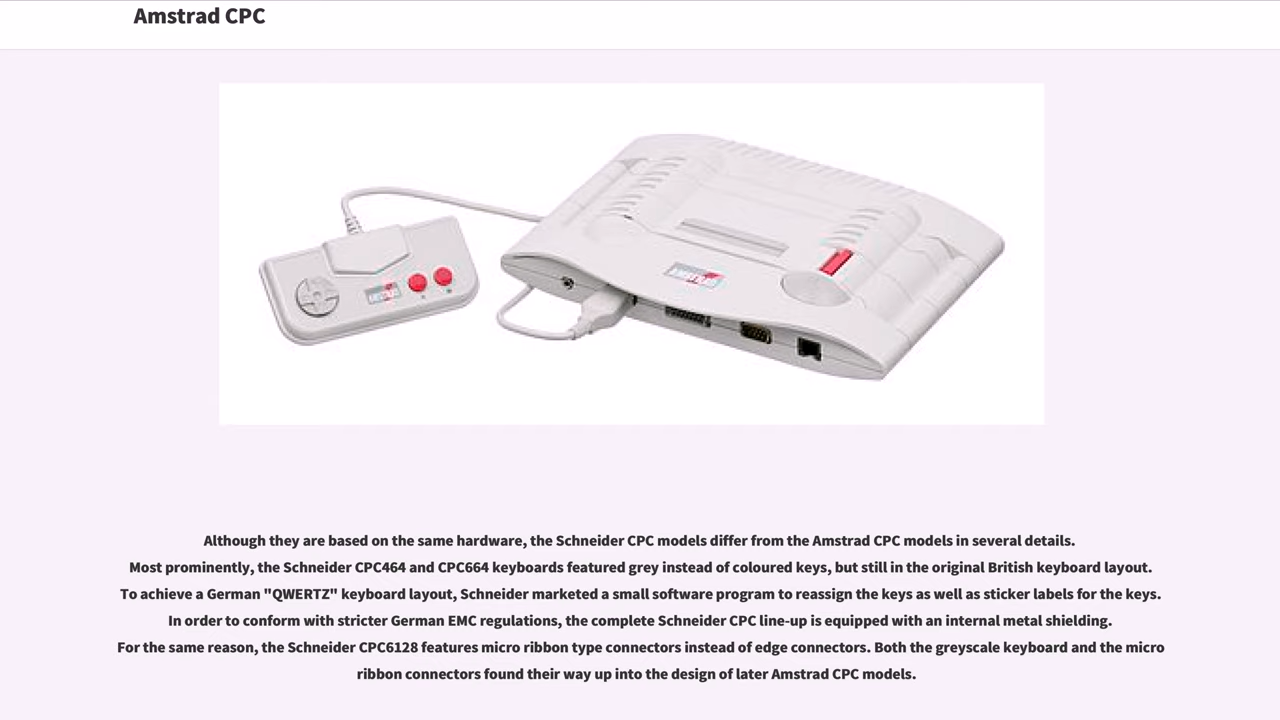 Amstrad CPC
AMSTRAD
Although they are based on the same hardware, the Schneider CPC models differ from the Amstrad CPC models in several details.
Most prominently, the Schneider CPC464 and CPC664 keyboards featured grey instead of coloured keys, but still in the original British keyboard layout.
To achieve a German "QWERTZ" keyboard layout, Schneider marketed a small software program to reassign the keys as well as sticker labels for the keys.
In order to conform with stricter German EMC regulations, the complete Schneider CPC line-up is equipped with an internal metal shielding.
For the same reason, the Schneider CPC6128 features micro ribbon type connectors instead of edge connectors. Both the greyscale keyboard and the micro
ribbon connectors found their way up into the design of later Amstrad CPC models.